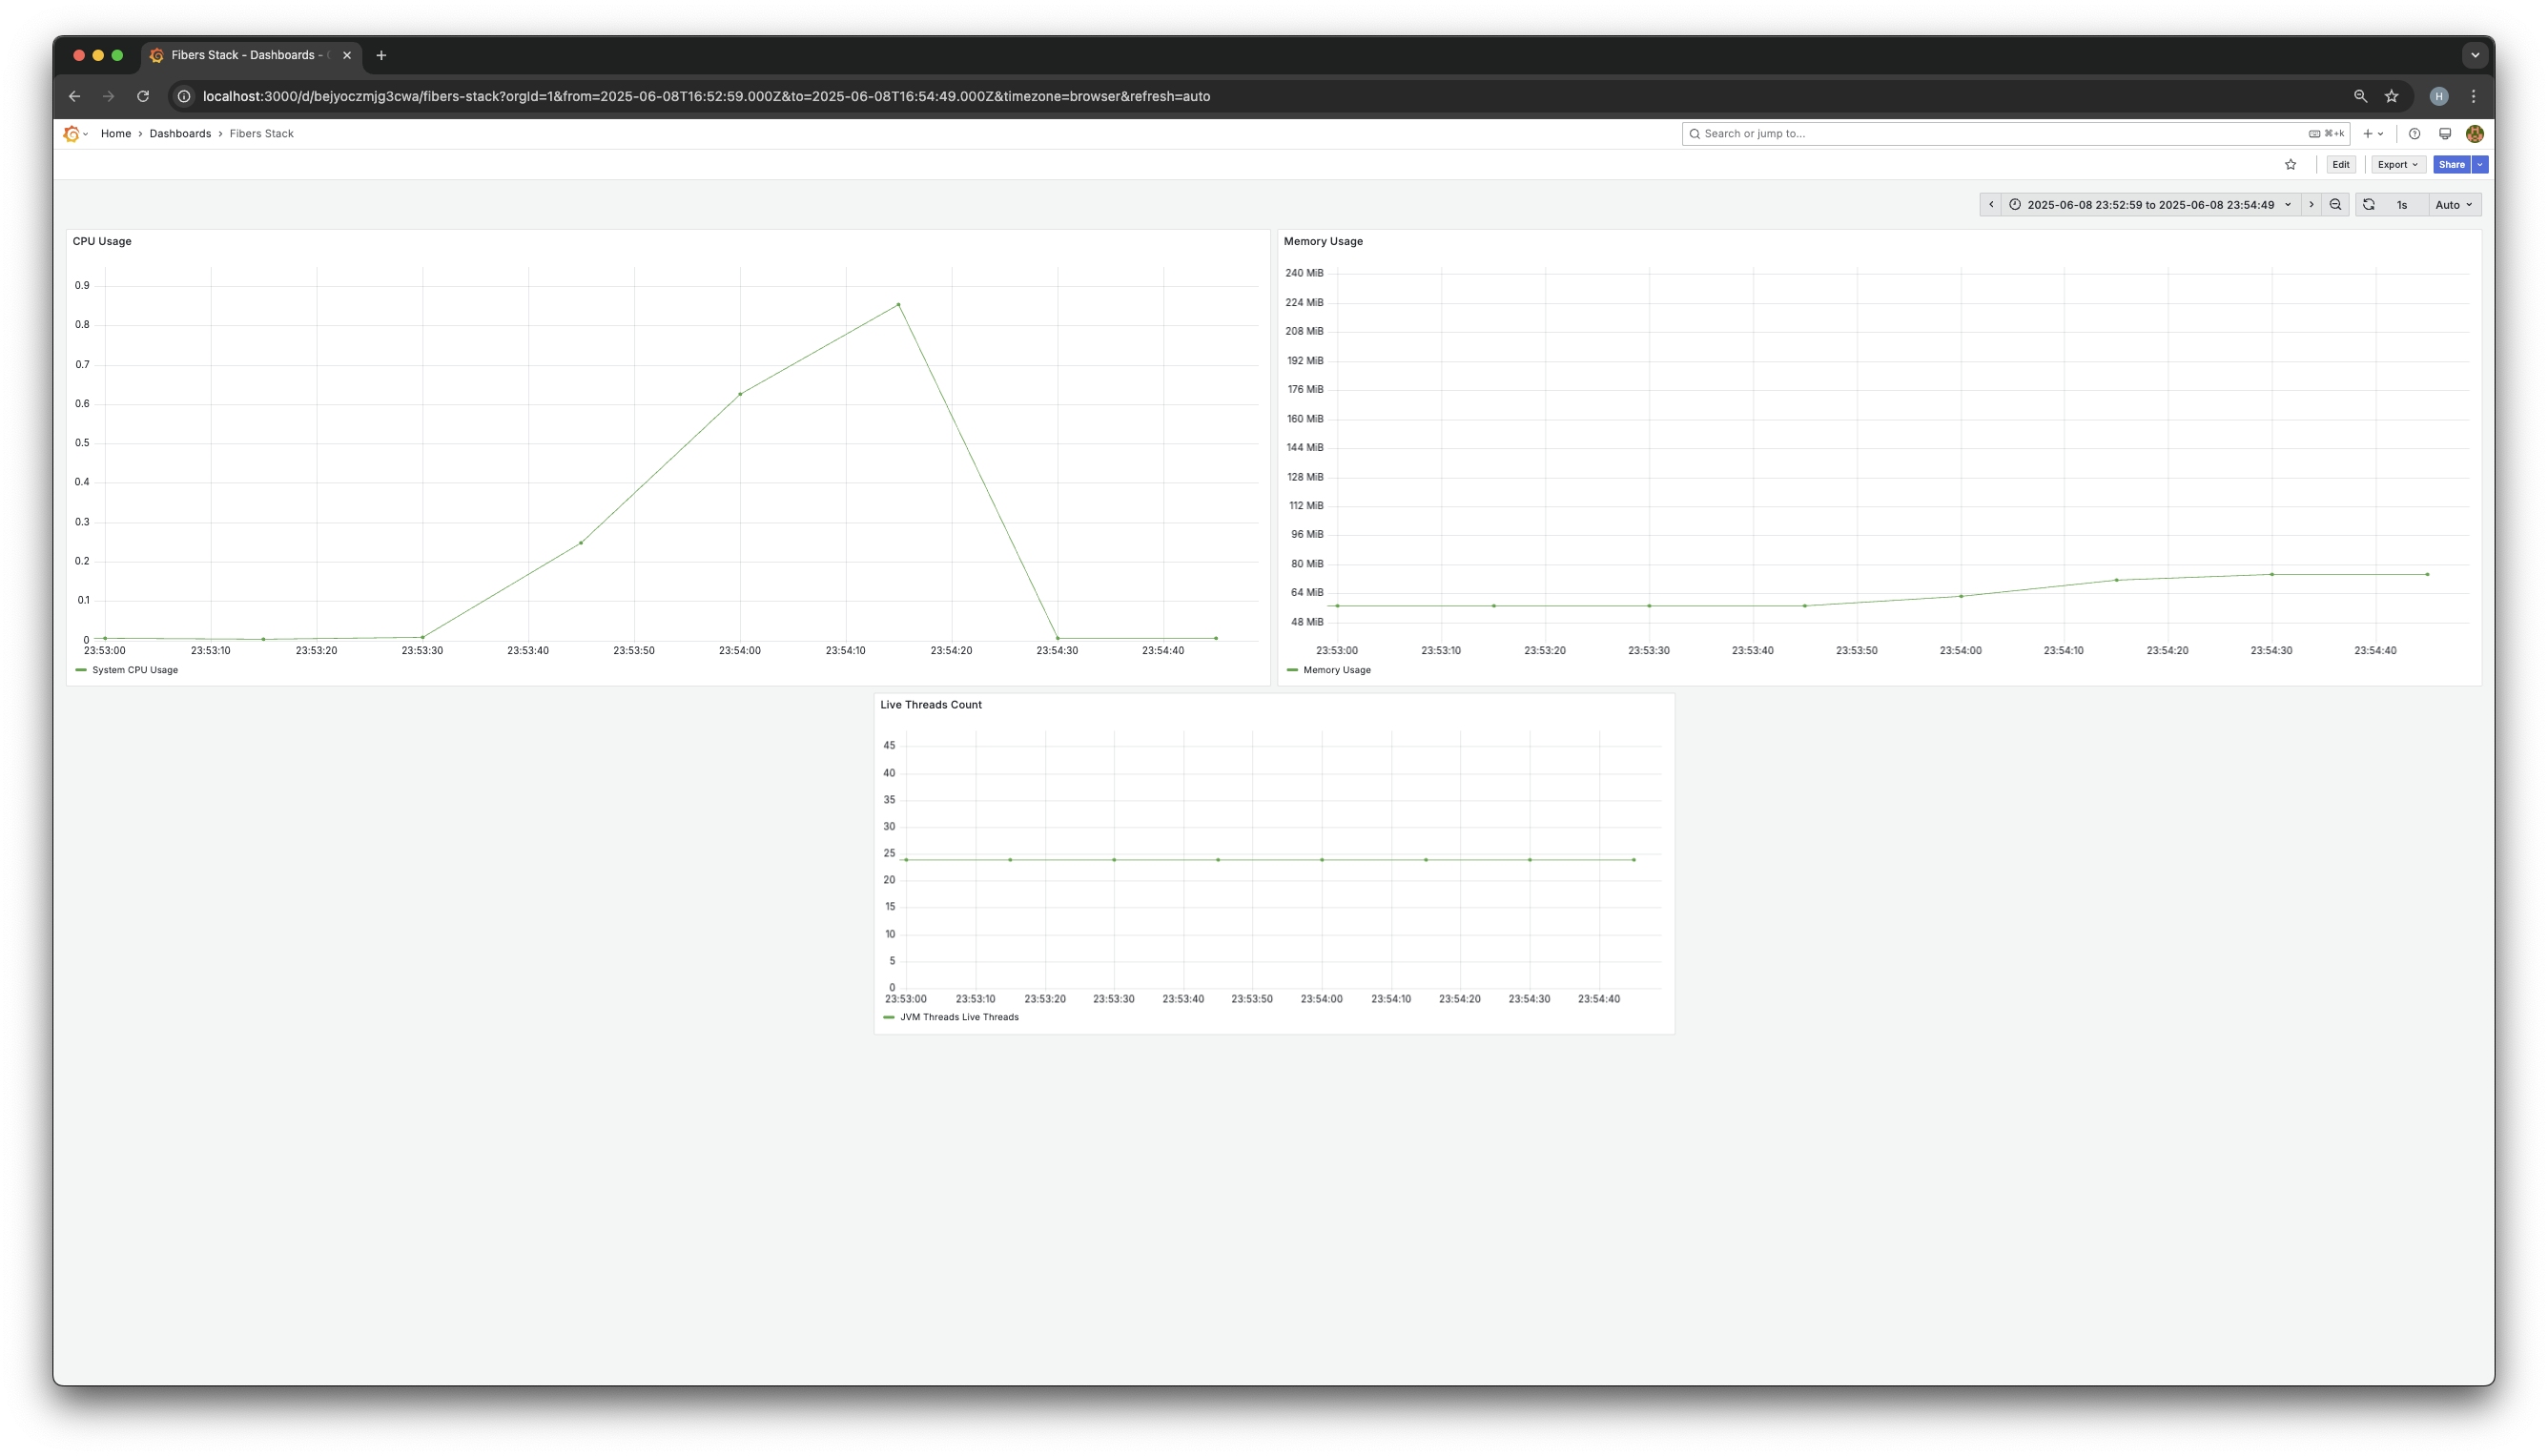 Fibers Stack - Dashboards -
localhost:3000/d/bejyoczmjg3cwa/fibers-stack?orgId=1&from=2025-06-08T16:52:59.000Z&to=2025-06-08T16:54:49.000Z&timezone=browser&refresh=auto
H
Home › Dashboards › Fibers Stack
Search or jump to...
⌘+k
Edit
Export
Share
2025-06-08 23:52:59 to 2025-06-08 23:54:49
1s
Auto
CPU Usage
0.9
0.8
0.7
0.6
0.5
0.4
0.3
0.2
0.1
0
23:53:00 23:53:10 23:53:20 23:53:30 23:53:40 23:53:50 23:54:00 23:54:10 23:54:20 23:54:30 23:54:40
System CPU Usage
Memory Usage
240 MiB
224 MiB
208 MiB
192 MiB
176 MiB
160 MiB
144 MiB
128 MiB
112 MiB
96 MiB
80 MiB
64 MiB
48 MiB
23:53:00 23:53:10 23:53:20 23:53:30 23:53:40 23:53:50 23:54:00 23:54:10 23:54:20 23:54:30 23:54:40
Memory Usage
Live Threads Count
45
40
35
30
25
20
15
10
5
0
23:53:00 23:53:10 23:53:20 23:53:30 23:53:40 23:53:50 23:54:00 23:54:10 23:54:20 23:54:30 23:54:40
JVM Threads Live Threads